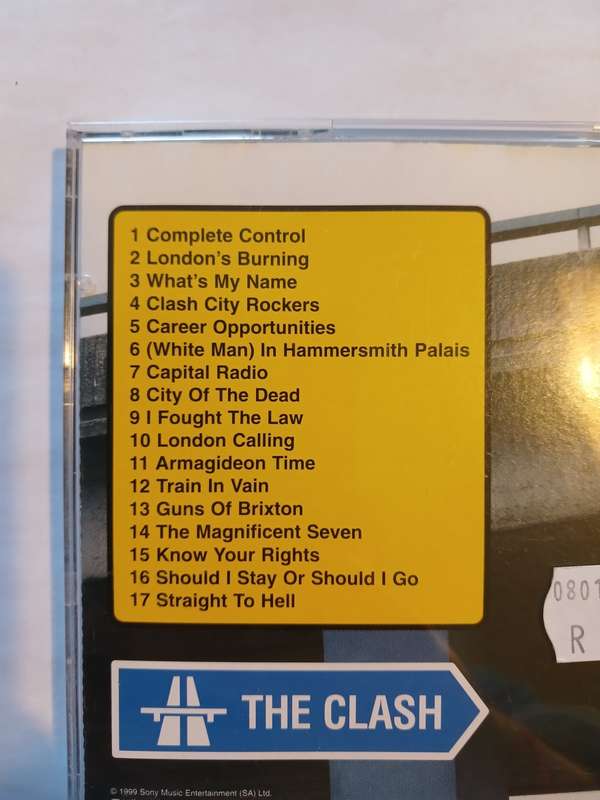 1 Complete Control
2 London's Burning
3 What's My Name
4 Clash City Rockers
5 Career Opportunities
6 (White Man) In Hammersmith Palais
7 Capital Radio
8 City Of The Dead
9 I Fought The Law
10 London Calling
11 Armagideon Time
12 Train In Vain
13 Guns Of Brixton
14 The Magnificent Seven
15 Know Your Rights
16 Should I Stay Or Should I Go
17 Straight To Hell
0801
R
THE CLASH
© 1999 Sony Music Entertainment (SA) Ltd.